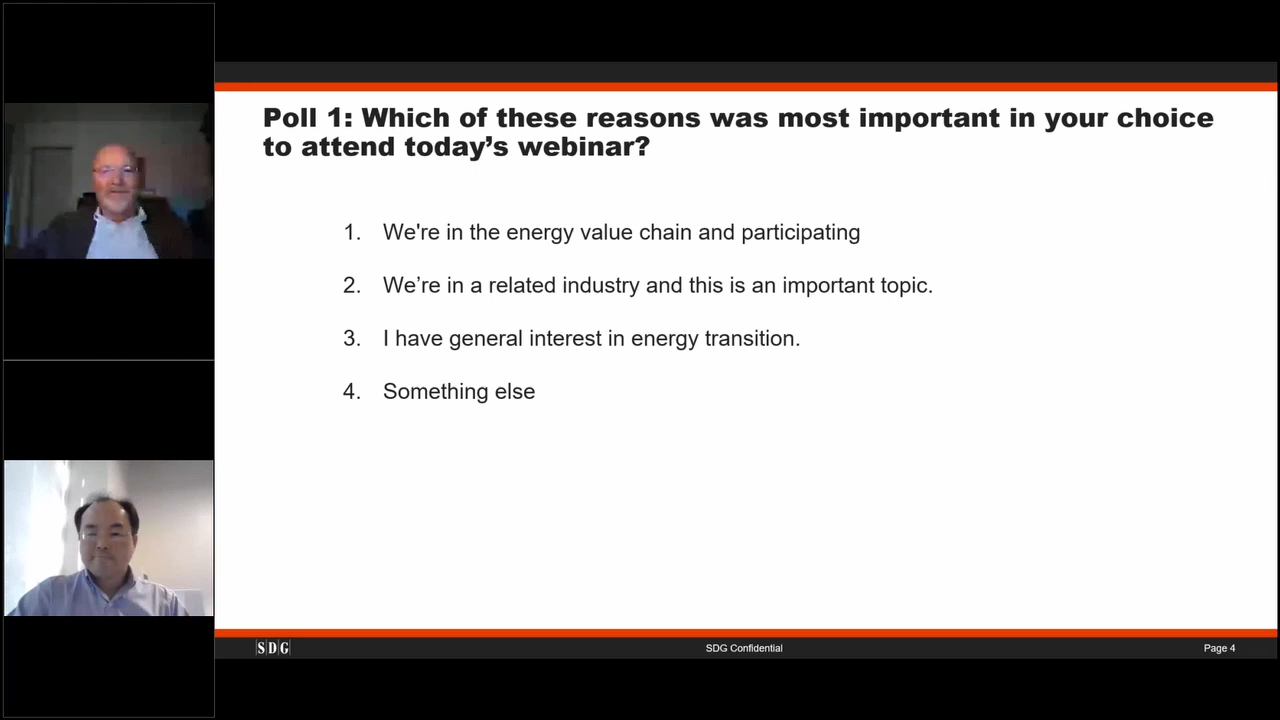 Poll 1: Which of these reasons was most important in your choice
to attend today’s webinar?
1. We're in the energy value chain and participating
2. We’re in a related industry and this is an important topic.
3. I have general interest in energy transition.
4. Something else
SDG
SDG Confidential
Page 4